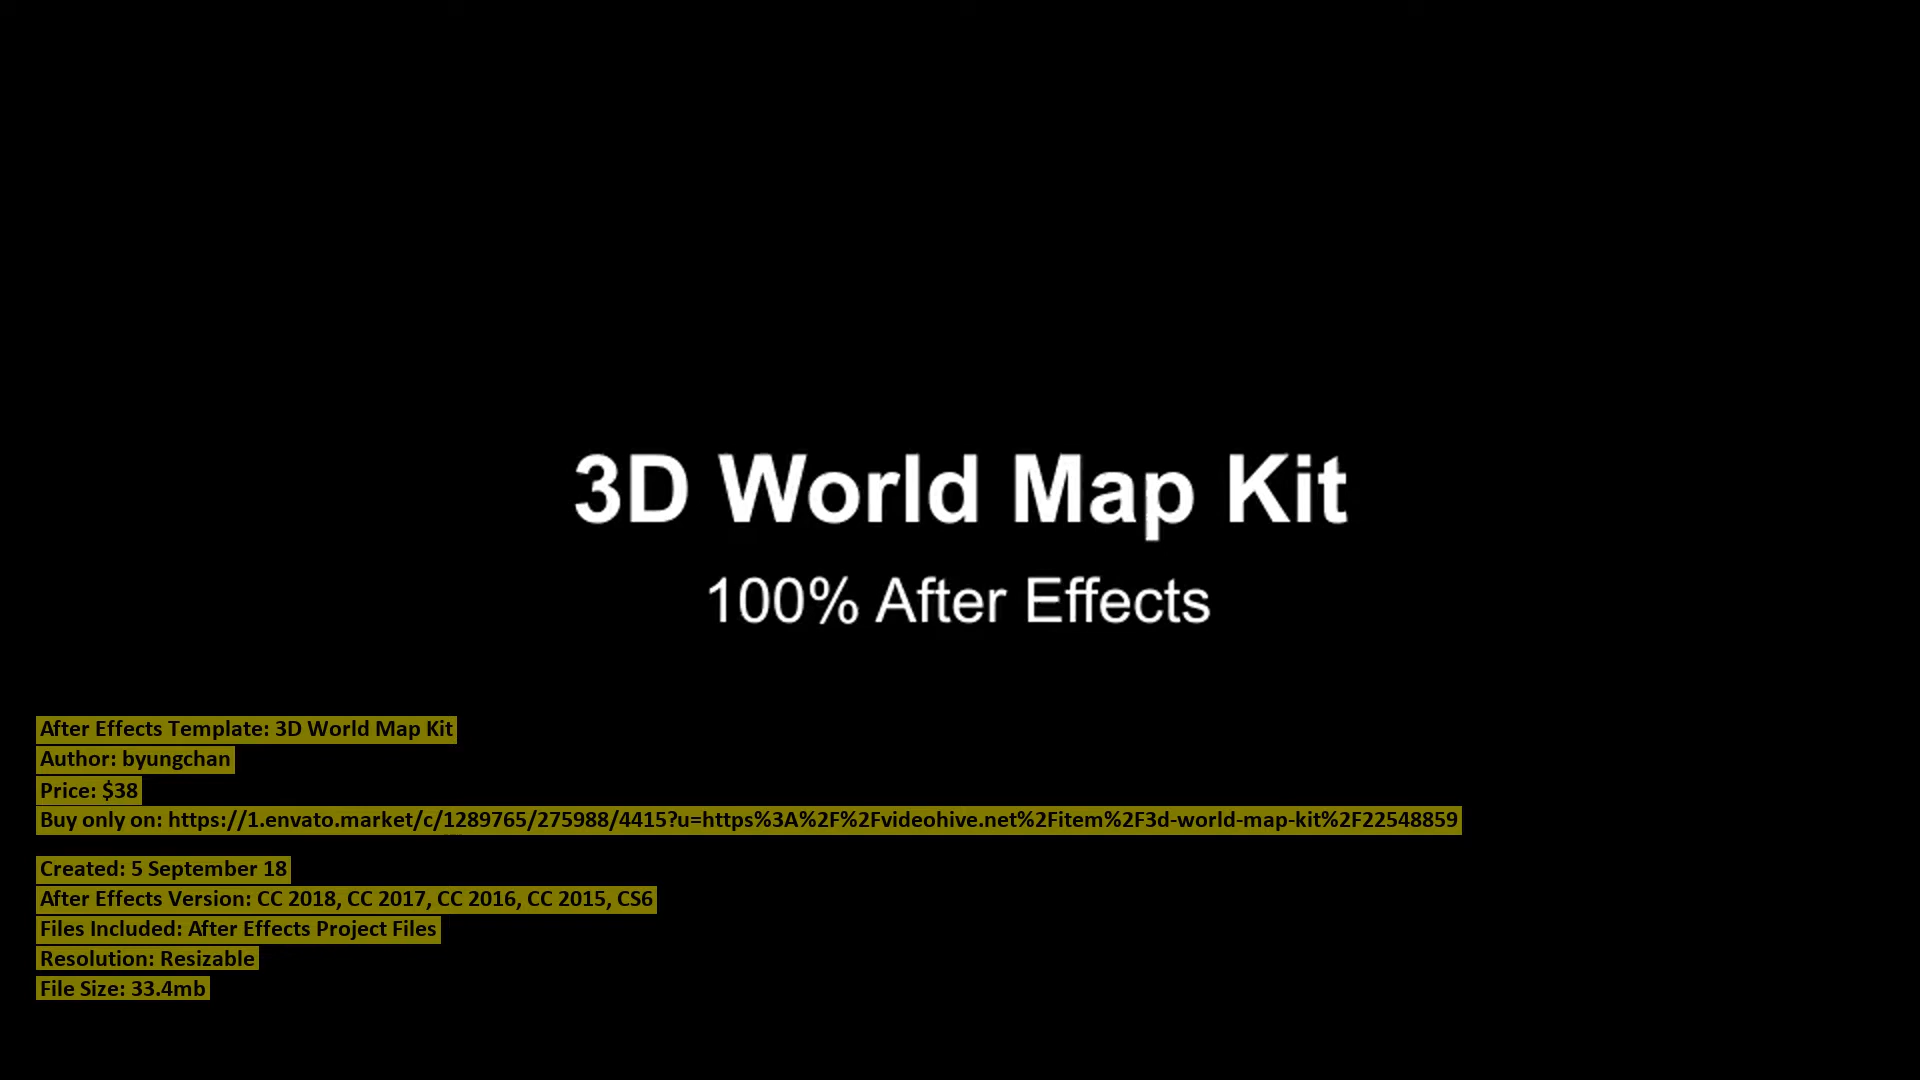 3D World Map Kit
100% After Effects
After Effects Template: 3D World Map Kit
Author: byungchan
Price: $38
Buy only on: https://1.envato.market/c/1289765/275988/4415?u=https%3A%2F%2Fvideohive.net%2Fitem%2F3d-world-map-kit%2F22548859
Created: 5 September 18
After Effects Version: CC 2018, CC 2017, CC 2016, CC 2015, CS6
Files Included: After Effects Project Files
Resolution: Resizable
File Size: 33.4mb